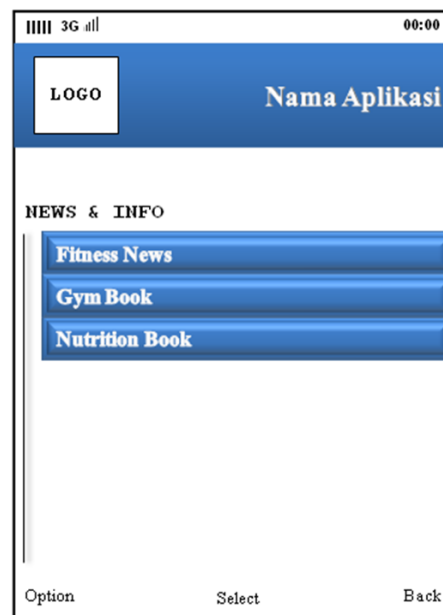 3G 00:00
LOGO
Nama Aplikasi
NEWS & INFO
Fitness News
Gym Book
Nutrition Book
Option Select Back